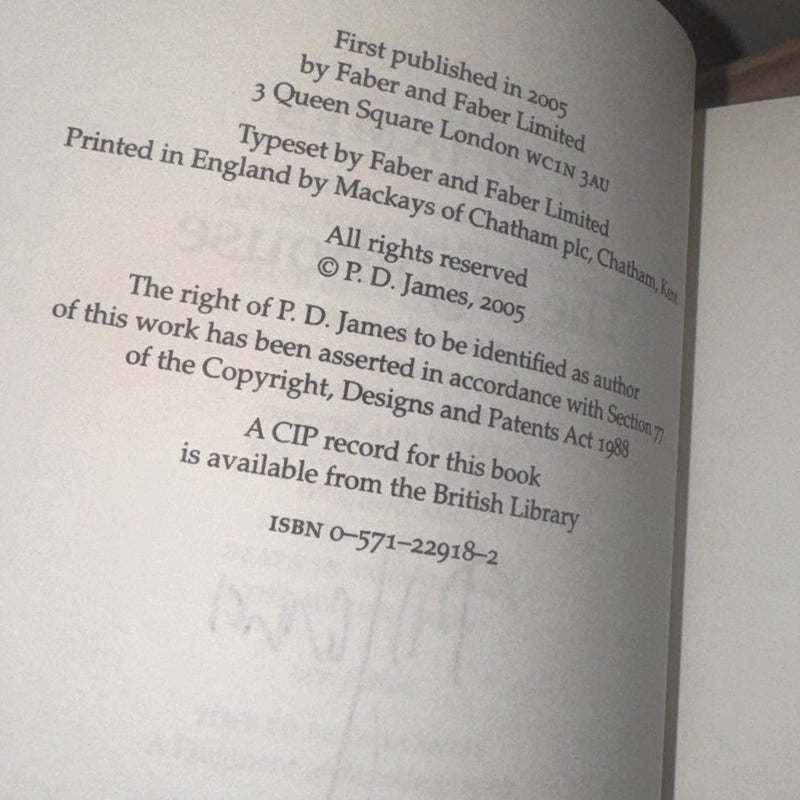 First published in 2005
by Faber and Faber Limited
3 Queen Square London WC1N 3AU
Typeset by Faber and Faber Limited
Printed in England by Mackays of Chatham plc, Chatham, Kent
All rights reserved
© P. D. James, 2005
The right of P. D. James to be identified as author
of this work has been asserted in accordance with Section 77
of the Copyright, Designs and Patents Act 1988
A CIP record for this book
is available from the British Library
ISBN 0–571–22918–2